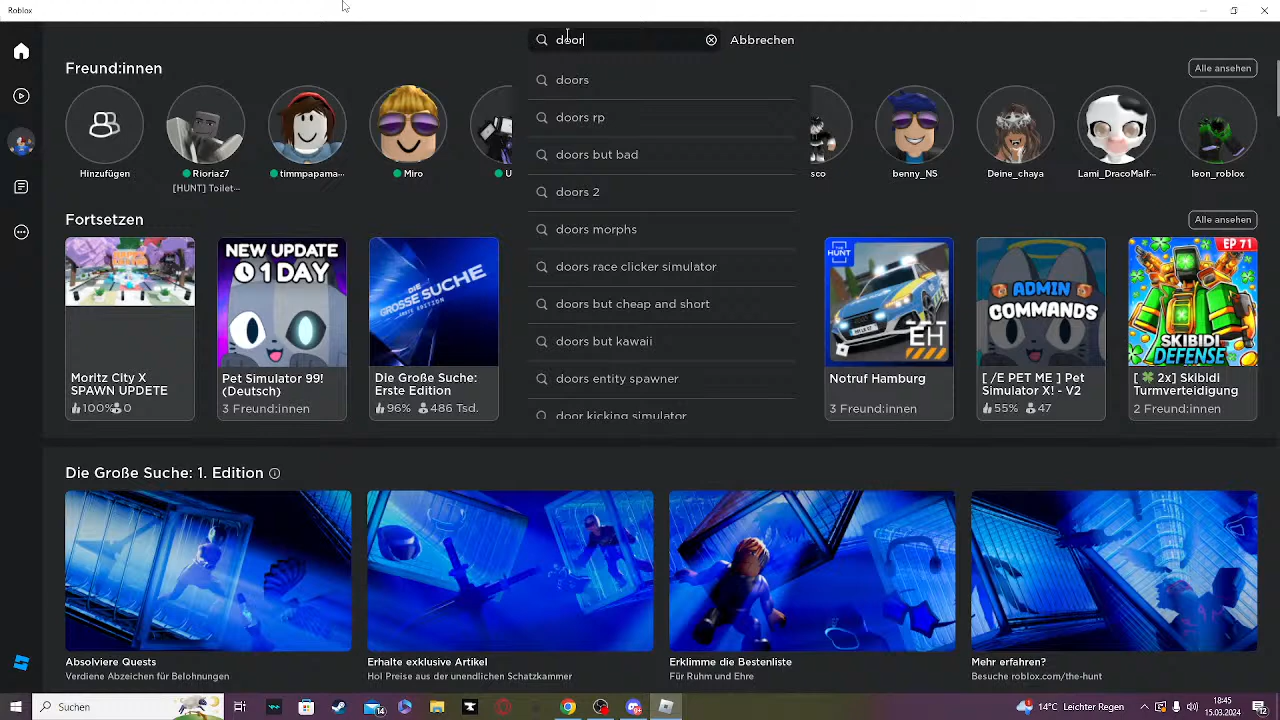 Roblox
door
Abbrechen
Freund:innen
Alle ansehen
doors
doors rp
doors but bad
doors 2
doors morphs
doors race clicker simulator
doors but cheap and short
doors but kawaii
doors entity spawner
door kicking simulator
Hinzufügen
Rioriaz7
[HUNT] Toilet-...
timmpapama...
Miro
U
sco
benny_NS
Deine_chaya
Lami_DracoMalf...
leon_roblox
Fortsetzen
Alle ansehen
NEW UPDATE
1 DAY
DIE
GROSSE SUCHE
ERSTE EDITION
THE
HUNT
EH
ADMIN
COMMANDS
EP 71
SKIBIDI
DEFENSE
Moritz City X
SPAWN UPDETE
100% 0
Pet Simulator 99!
(Deutsch)
3 Freund:innen
Die Große Suche:
Erste Edition
96% 486 Tsd.
Notruf Hamburg
3 Freund:innen
[ /E PET ME ] Pet
Simulator X! - V2
55% 47
[ 🍀 2x] Skibidi
Turmverteidigung
2 Freund:innen
Die Große Suche: 1. Edition
Absolviere Quests
Verdiene Abzeichen für Belohnungen
Erhalte exklusive Artikel
Hol Preise aus der unendlichen Schatzkammer
Erklimme die Bestenliste
Für Ruhm und Ehre
Mehr erfahren?
Besuche roblox.com/the-hunt
Suchen
14°C Leichter Regen
18:45
15.03.2024